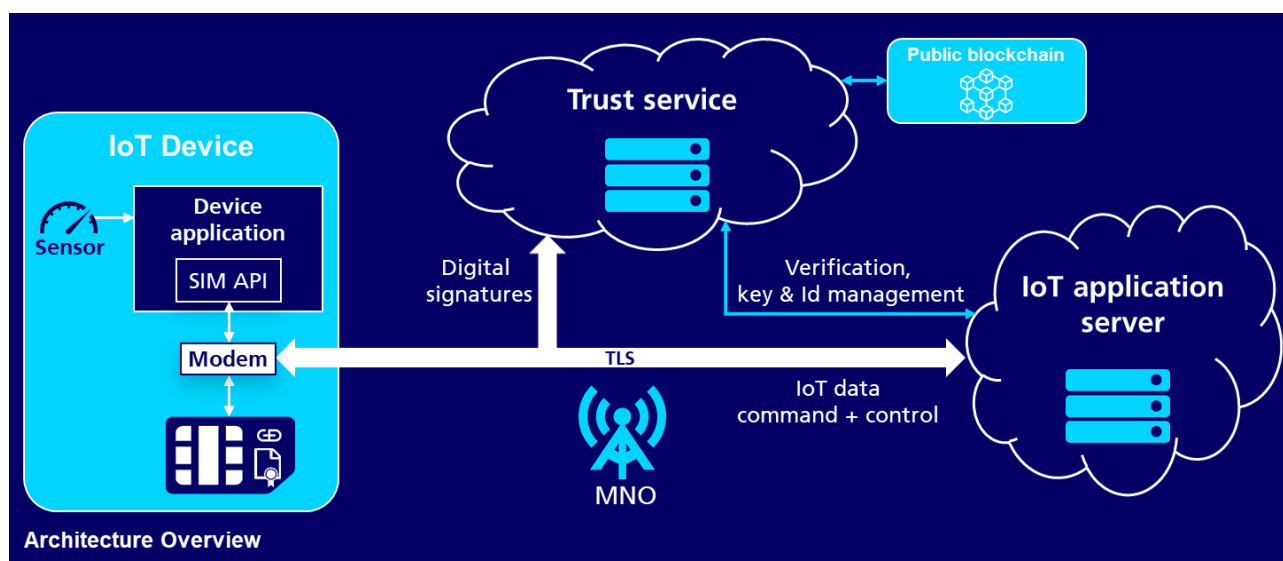 Public blockchain
Trust service
IoT Device
Device
application
Sensor
SIM API
Digital
signatures
Verification,
key & Id management
IoT application
server
Modem
TLS
IoT data
command + control
MNO
Architecture Overview